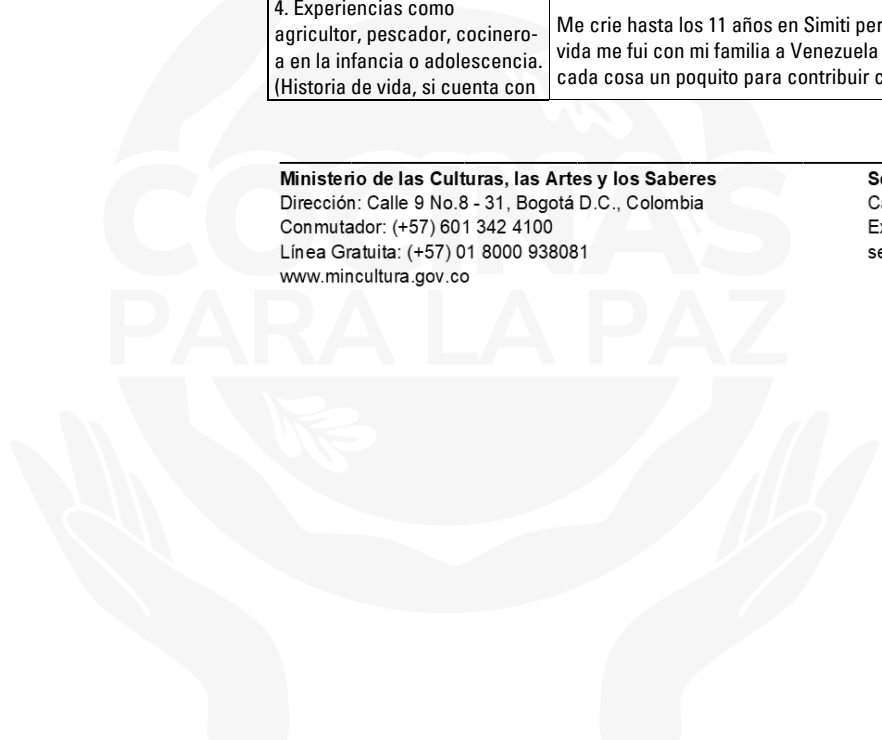 4. Experiencias como
agricultor, pescador, cocinero-
a en la infancia o adolescencia.
(Historia de vida, si cuenta con
Me crie hasta los 11 años en Simiti
vida me fui con mi familia a Venezuela
cada cosa un poquito para contribuir
Ministerio de las Culturas, las Artes y los Saberes
Dirección: Calle 9 No.8 - 31, Bogotá D.C., Colombia
Conmutador: (+57) 601 342 4100
Línea Gratuita: (+57) 01 8000 938081
www.mincultura.gov.co
COCINAS
PARA LA PAZ